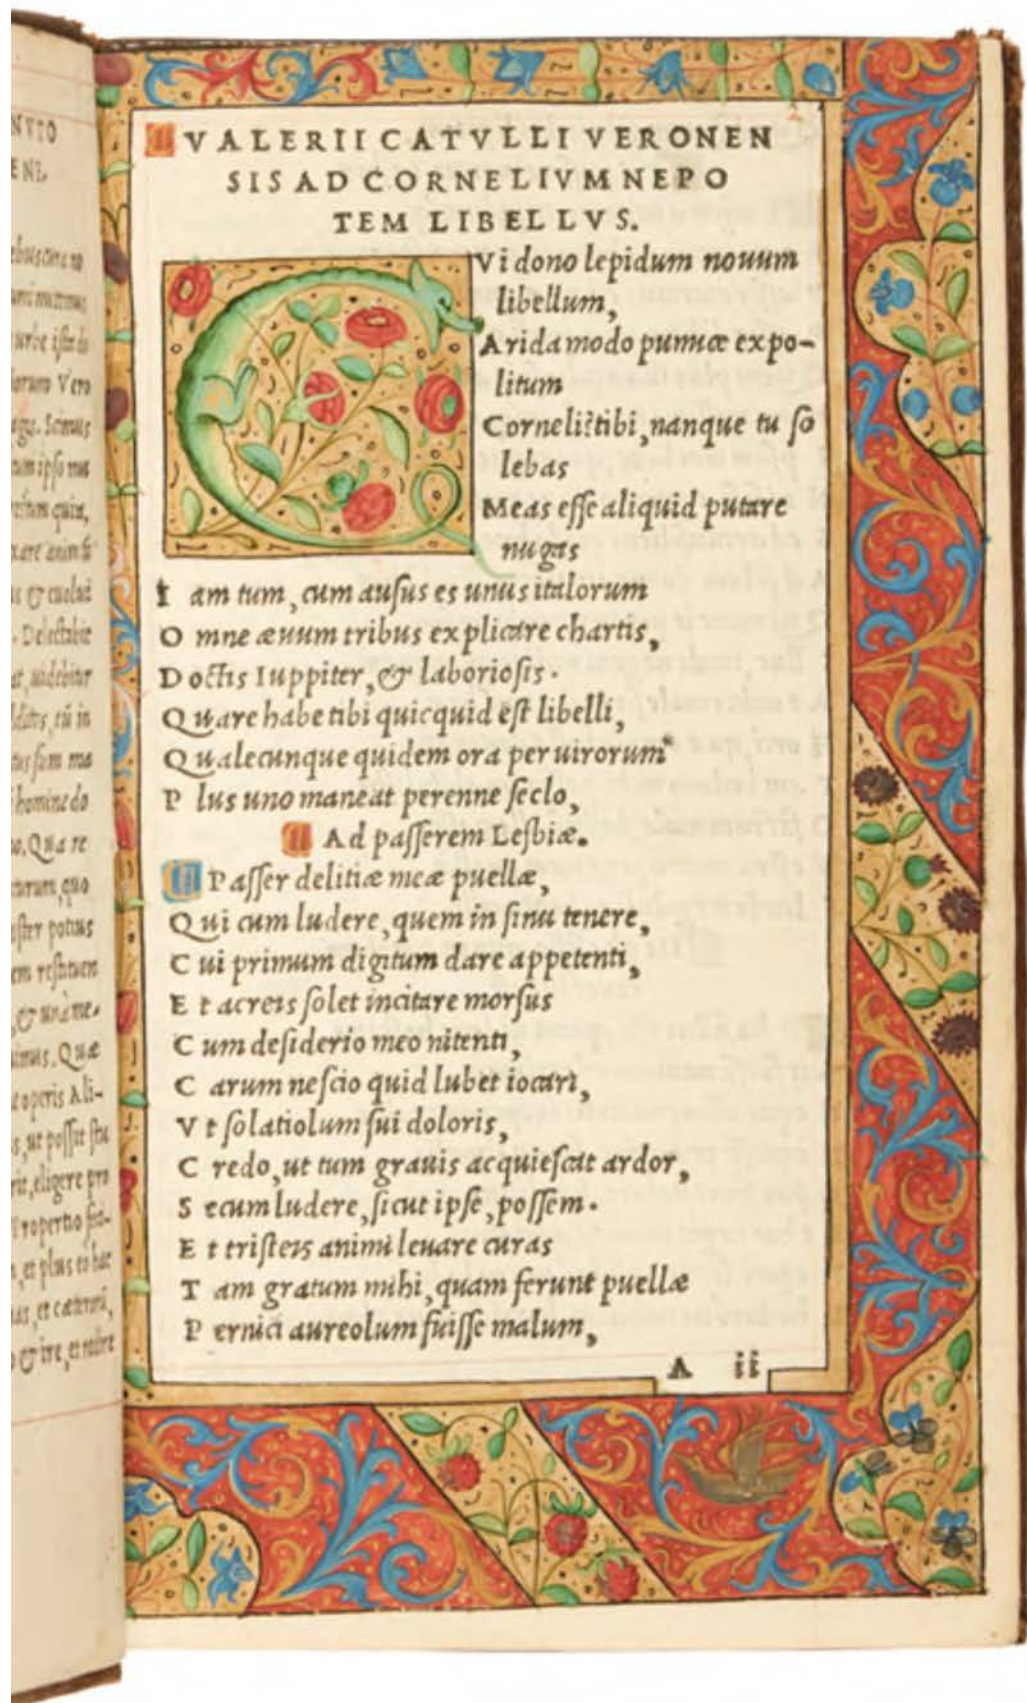 NVTO
VALERII CATVLLI VERONEN
SIS AD CORNELIVM NEPO
TEM LIBELLVS.
CVi dono lepidum nouum
libellum,
Arida modo pumice expo-
litum
Corneli? tibi, nanque tu so
lebas
Meas esse aliquid putare
nugas
I am tum, cum ausus es unus italorum
O mne æuum tribus explicare chartis,
D octis Iuppiter, & laboriosis.
Q uare habe tibi quicquid est libelli,
Q ualecunque quidem ora per uirorum
P lus uno maneat perenne seclo,
Ad passerem Lesbiæ.
Passer delitiæ meæ puellæ,
Q ui cum ludere, quem in sinu tenere,
C ui primum digitum dare appetenti,
E t acreis solet incitare morsus
C um desiderio meo nitenti,
C arum nescio quid lubet iocari,
V t solatiolum sui doloris,
C redo, ut tum grauis acquiescat ardor,
S ecum ludere, sicut ipse, possem.
E t tristeis animi leuare curas
T am gratum mihi, quam ferunt puellæ
P ernici aureolum fuisse malum,
A ii